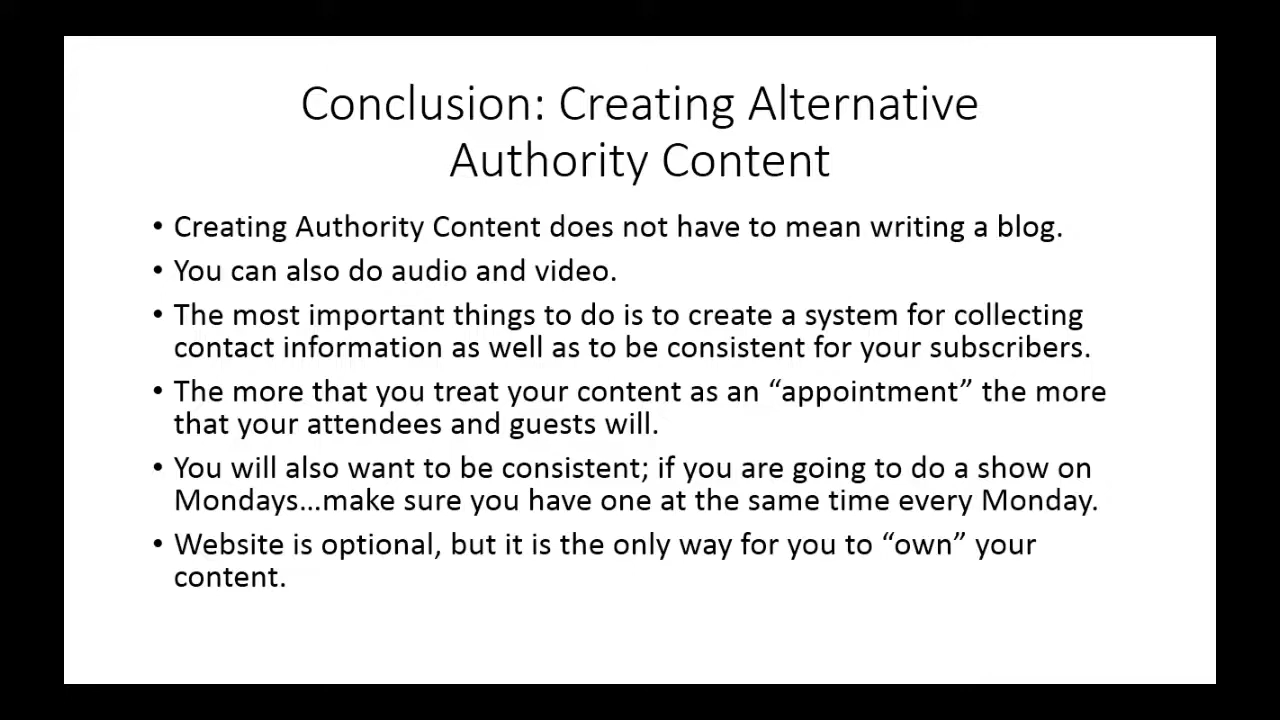 Conclusion: Creating Alternative
Authority Content
• Creating Authority Content does not have to mean writing a blog.
• You can also do audio and video.
• The most important things to do is to create a system for collecting
contact information as well as to be consistent for your subscribers.
• The more that you treat your content as an “appointment” the more
that your attendees and guests will.
• You will also want to be consistent; if you are going to do a show on
Mondays...make sure you have one at the same time every Monday.
• Website is optional, but it is the only way for you to “own” your
content.